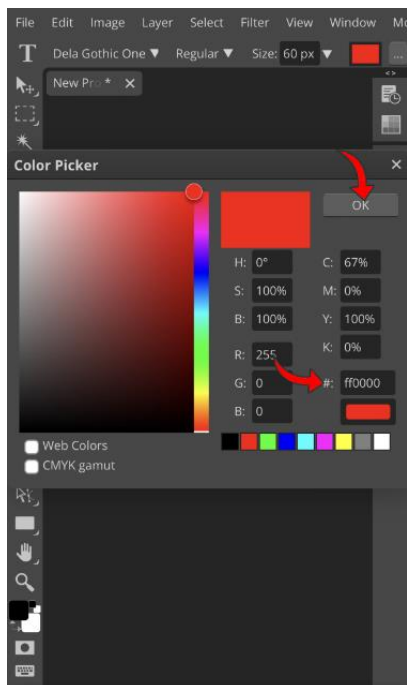 File Edit Image Layer Select Filter View Window
T Dela Gothic One Regular Size: 60 px ...
New Pro *
Color Picker
OK
H: 0° C: 67%
S: 100% M: 0%
B: 100% Y: 100%
R: 255 K: 0%
G: 0 #: ff0000
B: 0
Web Colors
CMYK gamut